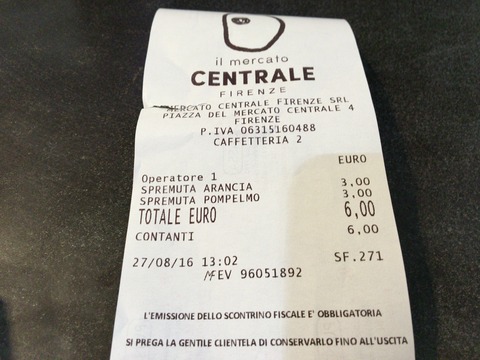 il mercato
CENTRALE
FIRENZE
MERCATO CENTRALE FIRENZE SRL
PIAZZA DEL MERCATO CENTRALE 4
FIRENZE
P.IVA 06315160488
CAFFETTERIA 2
EURO
Operatore 1
SPREMUTA ARANCIA 3,00
SPREMUTA POMPELMO 3,00
TOTALE EURO 6,00
CONTANTI 6,00
27/08/16 13:02 SF.271
MFEV 96051892
L'EMISSIONE DELLO SCONTRINO FISCALE E' OBBLIGATORIA
SI PREGA LA GENTILE CLIENTELA DI CONSERVARLO FINO ALL'USCITA